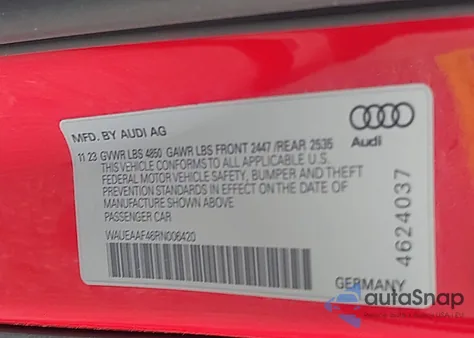 MFD. BY AUDI AG
11 23 GVWR LBS 4850 GAWR LBS FRONT 2447 /REAR 2535
THIS VEHICLE CONFORMS TO ALL APPLICABLE U.S.
FEDERAL MOTOR VEHICLE SAFETY, BUMPER AND THEFT
PREVENTION STANDARDS IN EFFECT ON THE DATE OF
MANUFACTURE SHOWN ABOVE.
PASSENGER CAR
WAUEAAF46RN006420
Audi
4624037
GERMANY
autoSnap